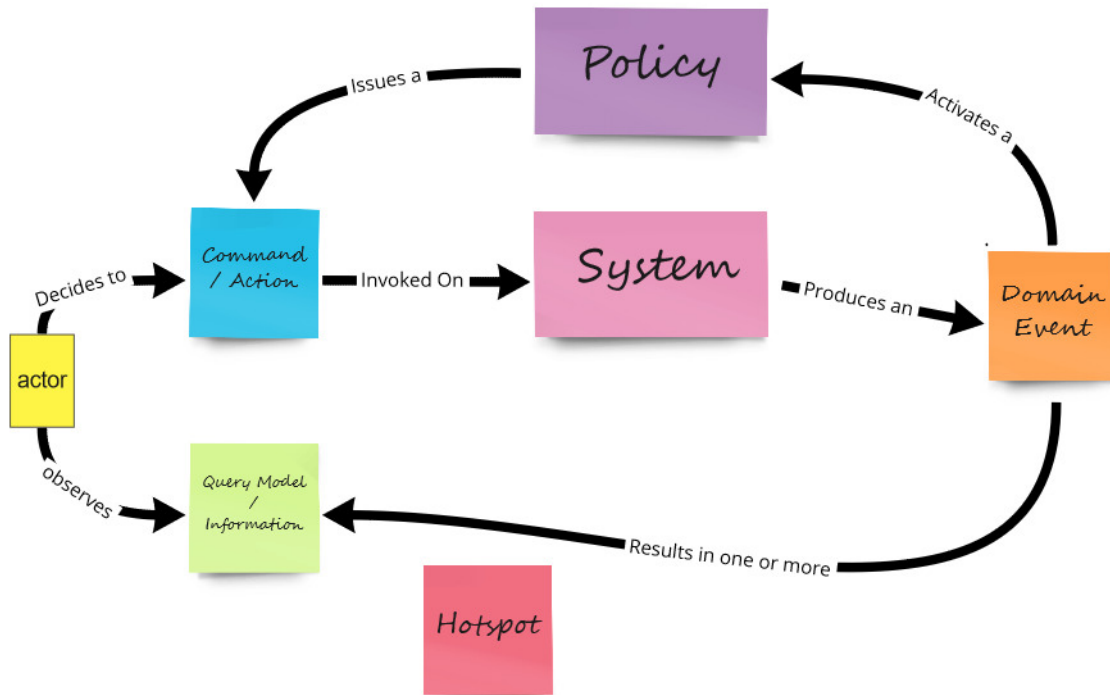 Policy
Issues a
Activates a
Command
/ Action
System
Decides to
Invoked On
Produces an
Domain
Event
actor
observes
Query Model
/
Information
Results in one or more
Hotspot